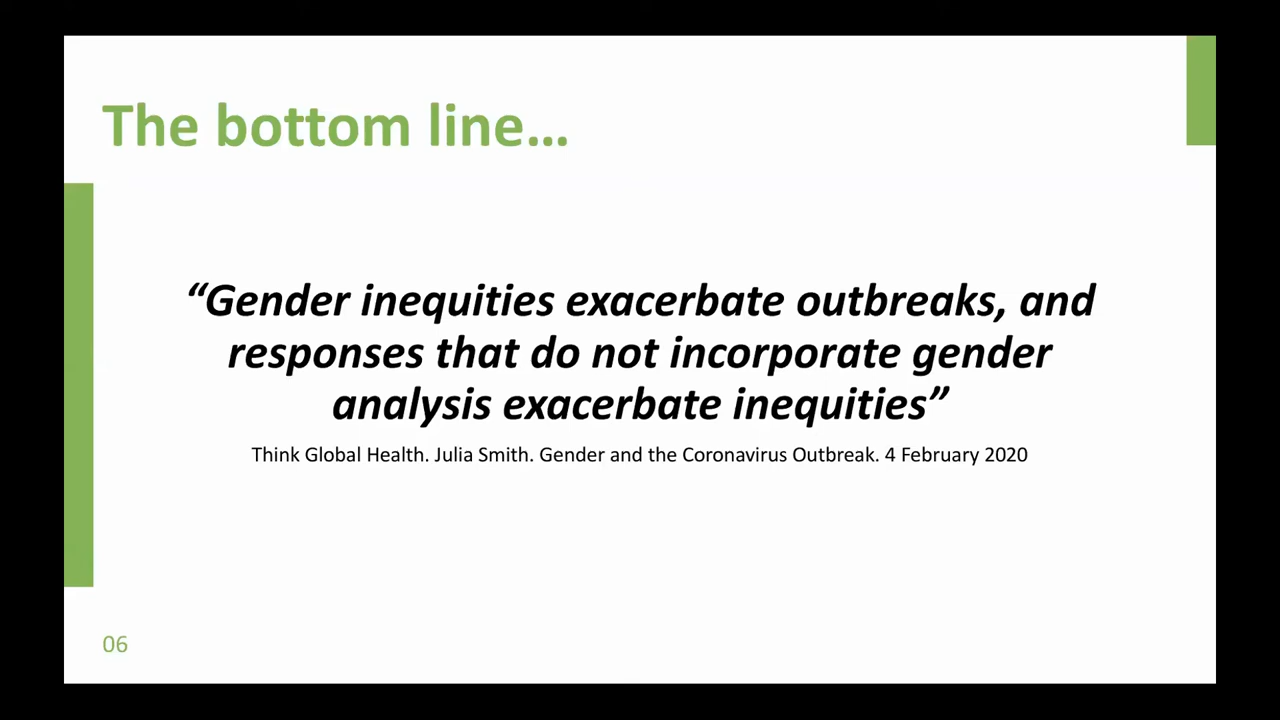 The bottom line…
“Gender inequities exacerbate outbreaks, and
responses that do not incorporate gender
analysis exacerbate inequities”
Think Global Health. Julia Smith. Gender and the Coronavirus Outbreak. 4 February 2020
06